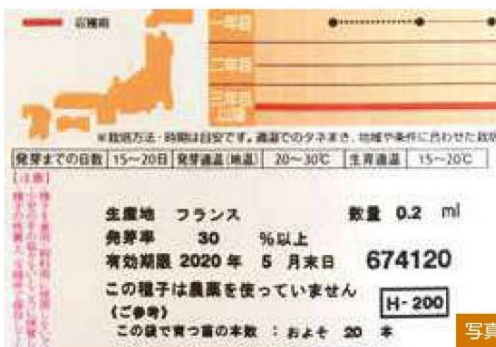 収穫期
一年目
二年目
三年目
※栽培方法・時期は目安です。適温でのタネまき、地域や条件に合わせた栽
発芽までの日数 15〜20日 発芽適温(地温) 20〜30℃ 生育適温 15〜20℃
【注意】
生産地 フランス 数量 0.2 ml
発芽率 30 %以上
有効期限 2020 年 5 月末日 674120
この種子は農薬を使っていません
H-200
《ご参考》
この袋で育つ苗の本数 : およそ 20 本
写真